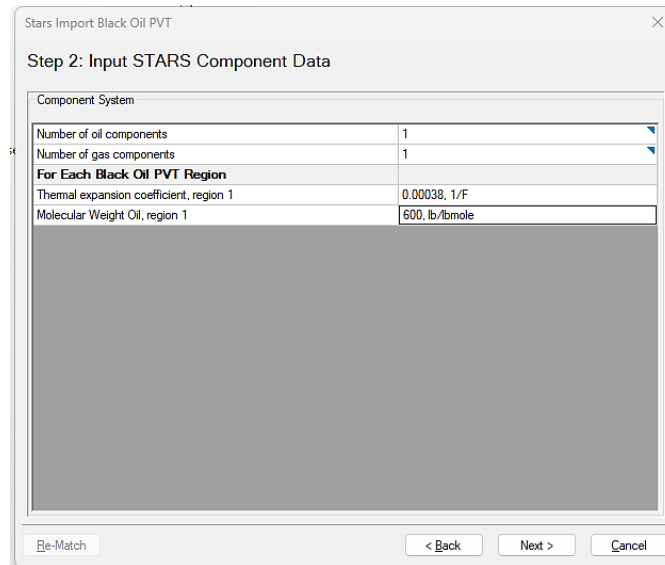 Stars Import Black Oil PVT
Step 2: Input STARS Component Data
Component System
Number of oil components 1
Number of gas components 1
For Each Black Oil PVT Region
Thermal expansion coefficient, region 1 0.00038, 1/F
Molecular Weight Oil, region 1 600, lb/lbmole
Re-Match < Back Next > Cancel